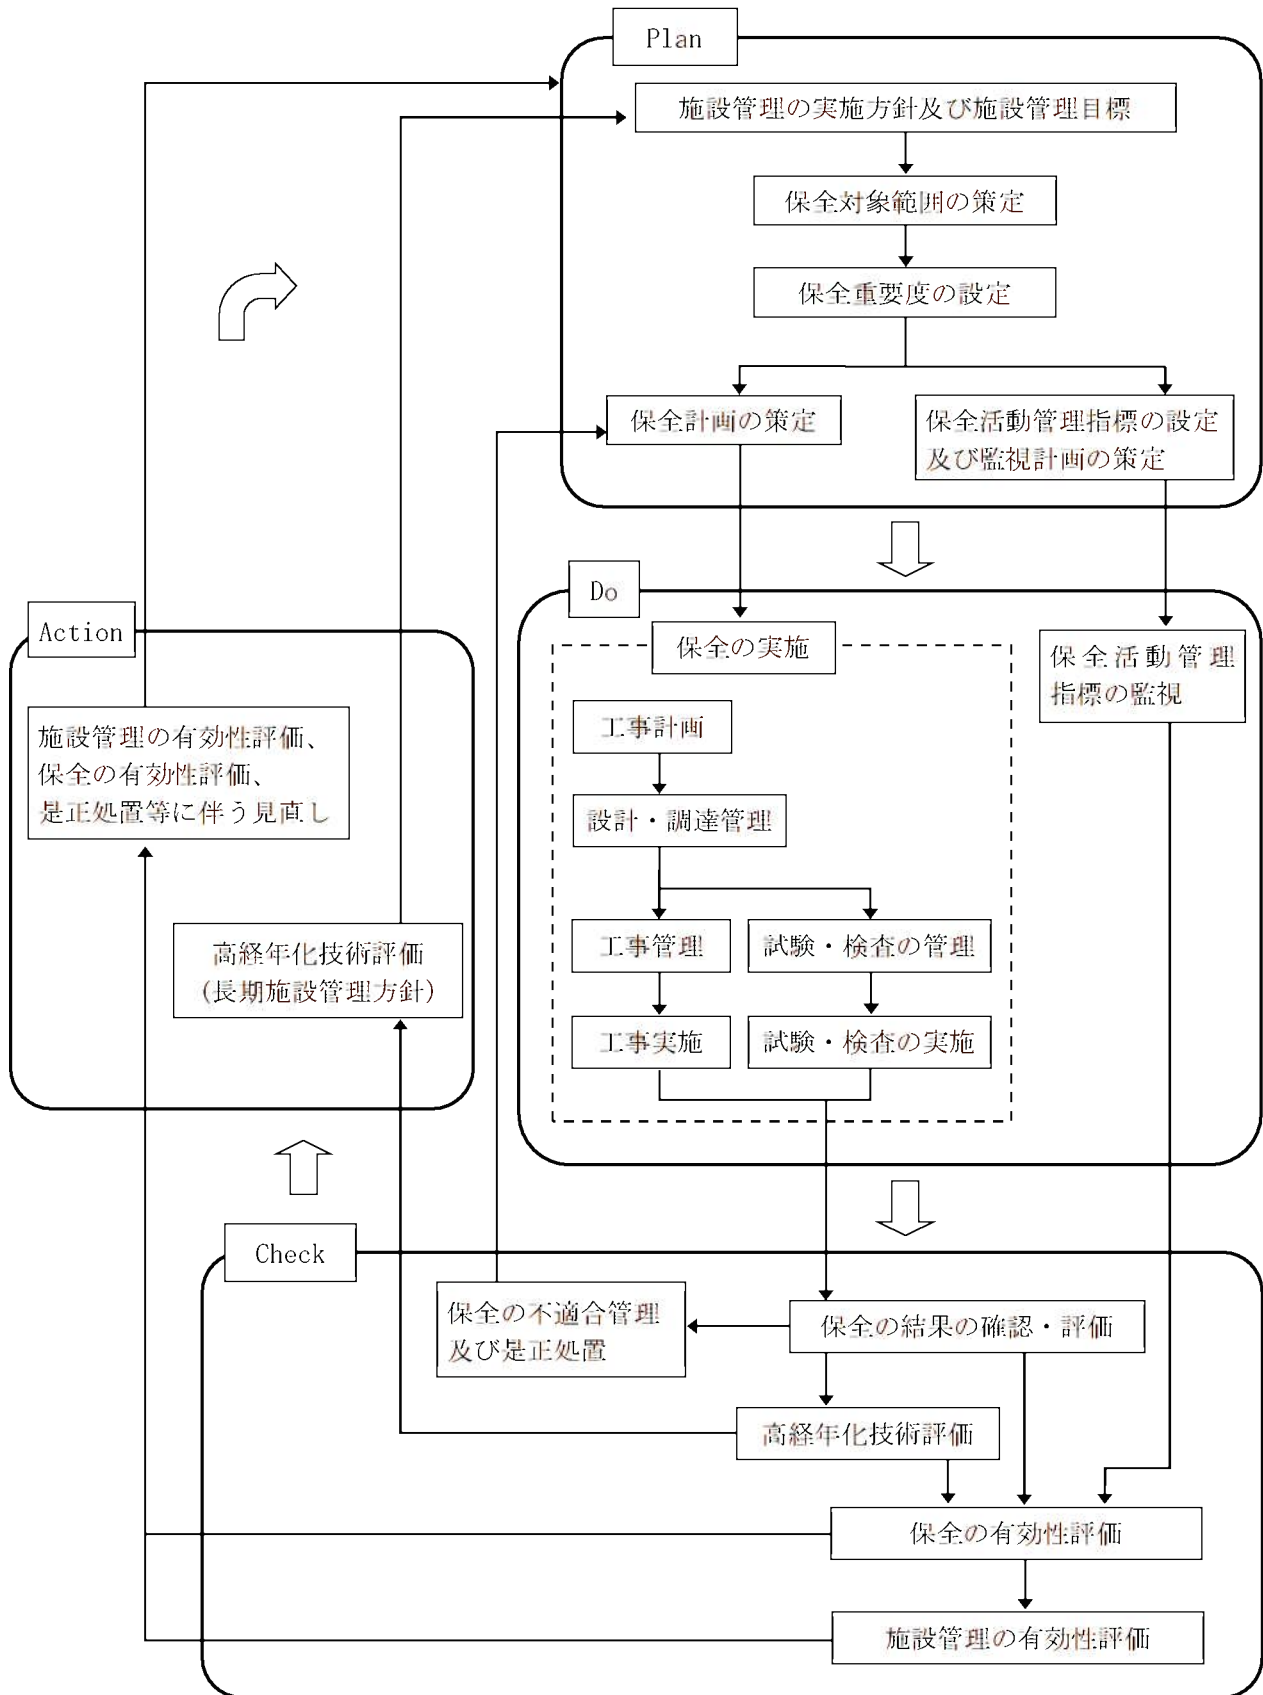 Plan
施設管理の実施方針及び施設管理目標
保全対象範囲の策定
保全重要度の設定
保全計画の策定
保全活動管理指標の設定
及び監視計画の策定
Do
保全の実施
保全活動管理
指標の監視
工事計画
設計・調達管理
工事管理
試験・検査の管理
工事実施
試験・検査の実施
Action
施設管理の有効性評価、
保全の有効性評価、
是正処置等に伴う見直し
高経年化技術評価
(長期施設管理方針)
Check
保全の不適合管理
及び是正処置
保全の結果の確認・評価
高経年化技術評価
保全の有効性評価
施設管理の有効性評価